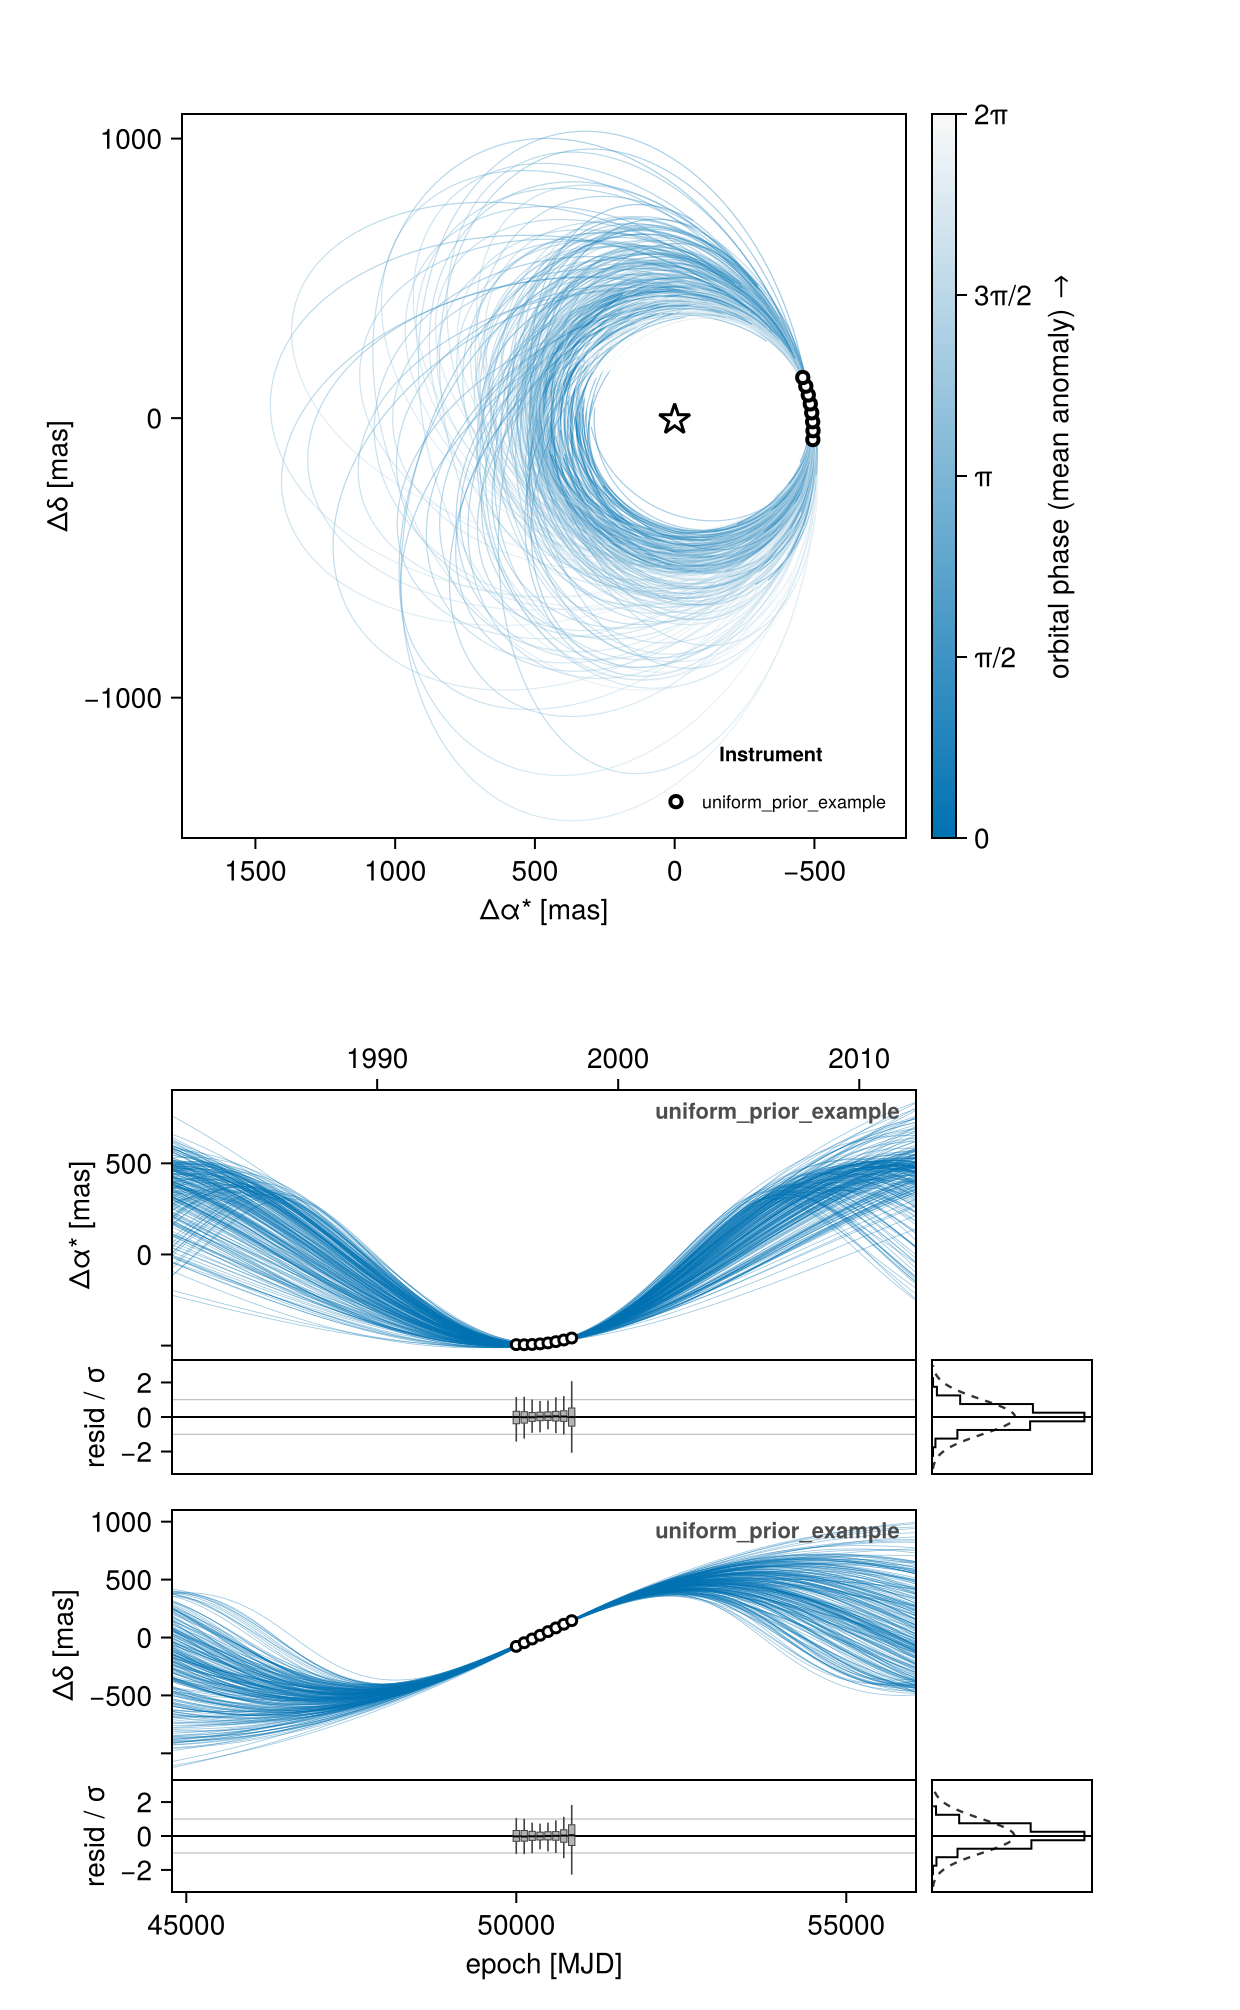 1000
0
−1000
Δδ [mas]
1500 1000 500 0 −500
Δα* [mas]
Instrument
uniform_prior_example
2π
3π/2
π
π/2
0
orbital phase (mean anomaly) →
1990 2000 2010
uniform_prior_example
500
0
Δα* [mas]
2
0
−2
resid / σ
uniform_prior_example
1000
500
0
−500
Δδ [mas]
2
0
−2
resid / σ
45000 50000 55000
epoch [MJD]